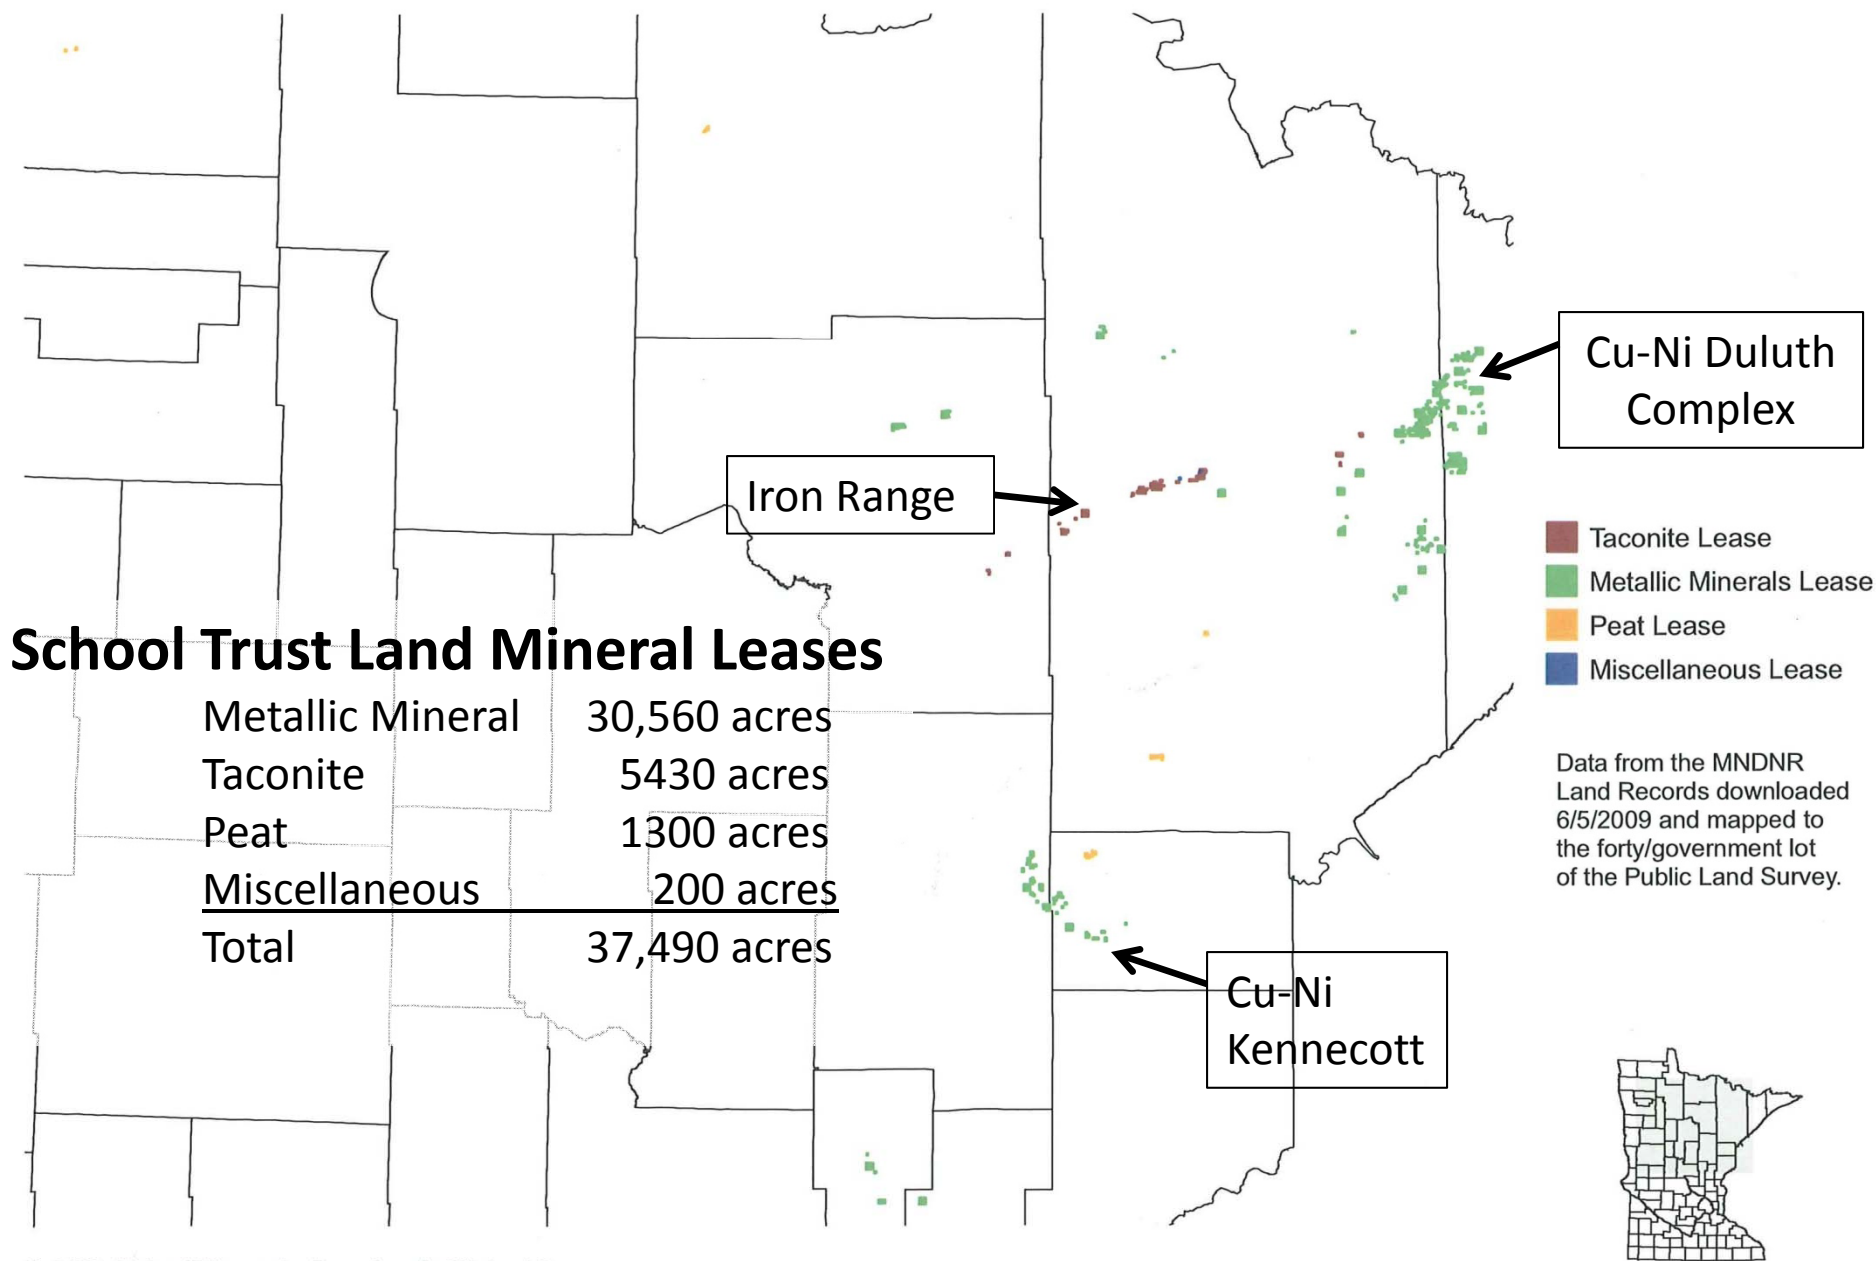 Cu-Ni Duluth
Complex
Iron Range
Taconite Lease
Metallic Minerals Lease
Peat Lease
Miscellaneous Lease
School Trust Land Mineral Leases
Metallic Mineral 30,560 acres
Taconite 5430 acres
Peat 1300 acres
Miscellaneous 200 acres
Total 37,490 acres
Data from the MNDNR
Land Records downloaded
6/5/2009 and mapped to
the forty/government lot
of the Public Land Survey.
Cu-Ni
Kennecott